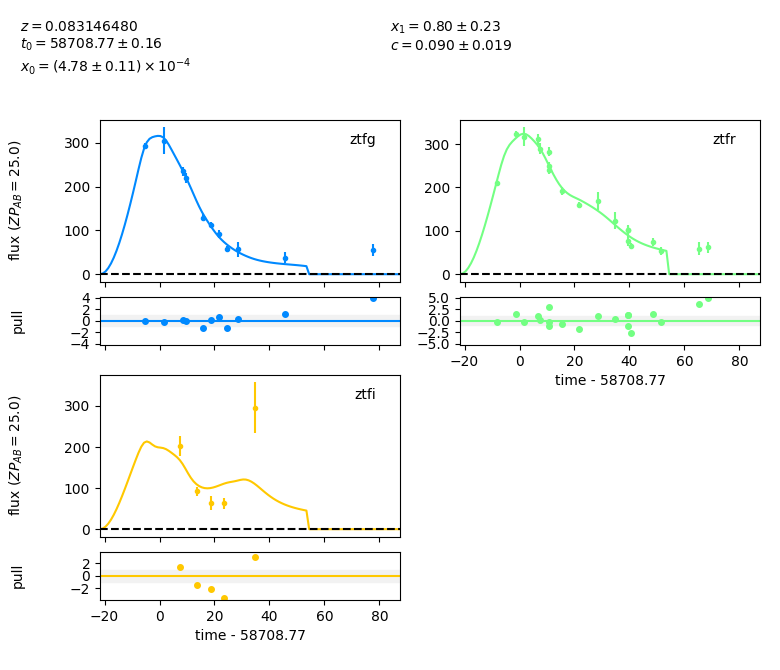 z = 0.083146480
t₀ = 58708.77 ± 0.16
x₀ = (4.78 ± 0.11) × 10⁻⁴
x₁ = 0.80 ± 0.23
c = 0.090 ± 0.019
flux (ZP_AB = 25.0)
300
200
100
0
ztfg
300
200
100
0
ztfr
pull
4
2
0
−2
−4
5.0
2.5
0.0
−2.5
−5.0
−20 0 20 40 60 80
time - 58708.77
flux (ZP_AB = 25.0)
300
200
100
0
ztfi
pull
2
0
−2
−20 0 20 40 60 80
time - 58708.77